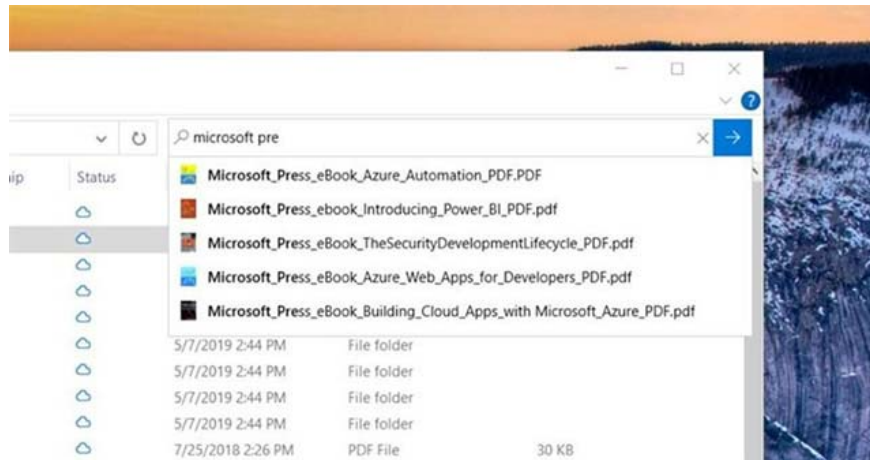 ?
microsoft pre
ip Status
Microsoft_Press_eBook_Azure_Automation_PDF.PDF
Microsoft_Press_ebook_Introducing_Power_BI_PDF.pdf
Microsoft_Press_eBook_TheSecurityDevelopmentLifecycle_PDF.pdf
Microsoft_Press_eBook_Azure_Web_Apps_for_Developers_PDF.pdf
Microsoft_Press_eBook_Building_Cloud_Apps_with Microsoft_Azure_PDF.pdf
5/7/2019 2:44 PM File folder
5/7/2019 2:44 PM File folder
5/7/2019 2:44 PM File folder
5/7/2019 2:44 PM File folder
7/25/2018 2:26 PM PDF File 30 KB